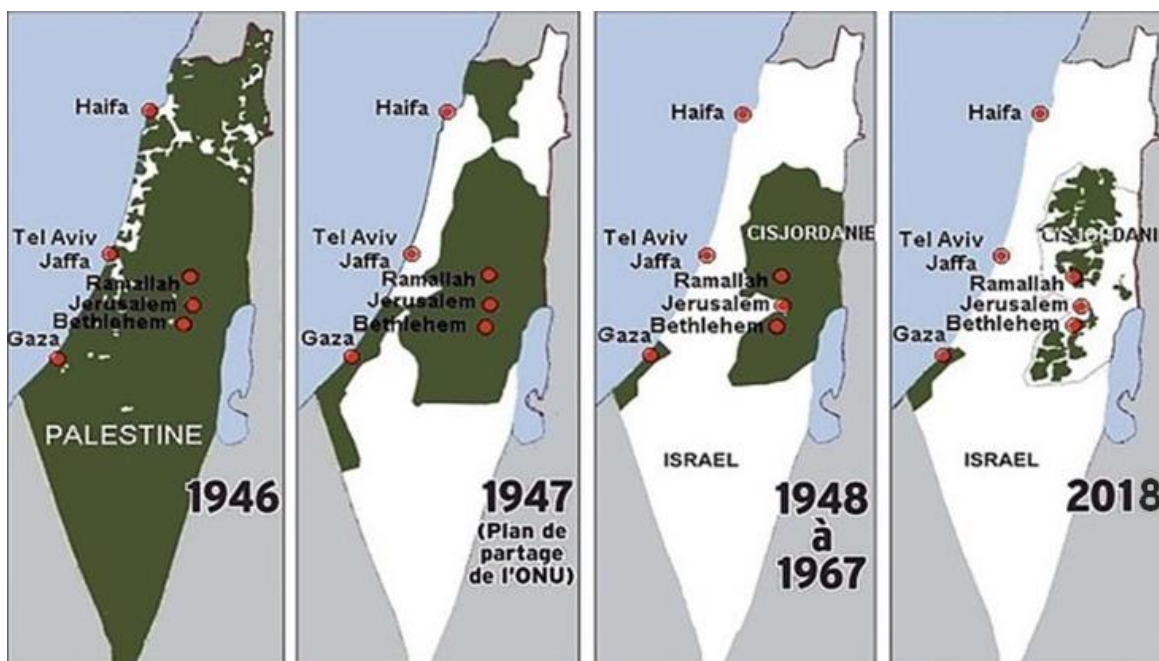 Haifa
Tel Aviv
Jaffa
Ramallah
Jerusalem
Bethlehem
Gaza
PALESTINE
1946
Haifa
Tel Aviv
Jaffa
Ramallah
Jerusalem
Bethlehem
Gaza
1947
(Plan de
partage
de l'ONU)
Haifa
CISJORDANIE
Tel Aviv
Jaffa
Ramallah
Jerusalem
Bethlehem
Gaza
ISRAEL
1948
à
1967
Haifa
CISJORDANI
Tel Aviv
Jaffa
Ramallah
Jerusalem
Bethlehem
Gaza
ISRAEL
2018